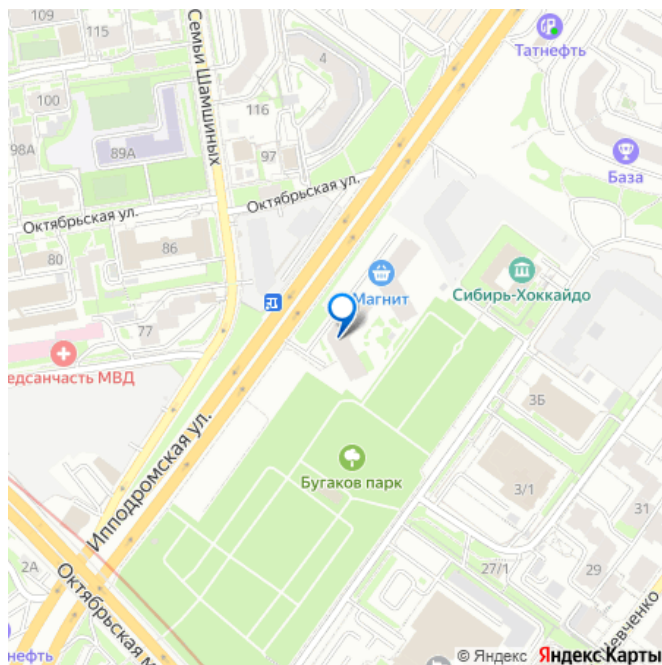 109
115
Семьи Шамшиных
4
Татнефть
100
116
98А
89А
97
База
Октябрьская ул.
Октябрьская ул.
86
80
Магнит
Сибирь-Хоккайдо
77
едсанчасть МВД
3Б
Ипподромская ул.
Бугаков парк
3/1
31
2А
27/1
29
Октябрьская м
нефть
евченко
© Яндекс Яндекс Карты